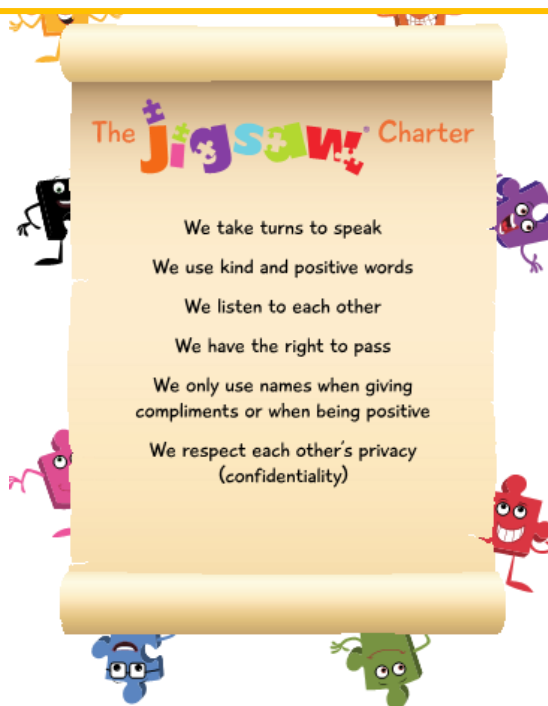 The Jigsaw® Charter
We take turns to speak
We use kind and positive words
We listen to each other
We have the right to pass
We only use names when giving
compliments or when being positive
We respect each other's privacy
(confidentiality)